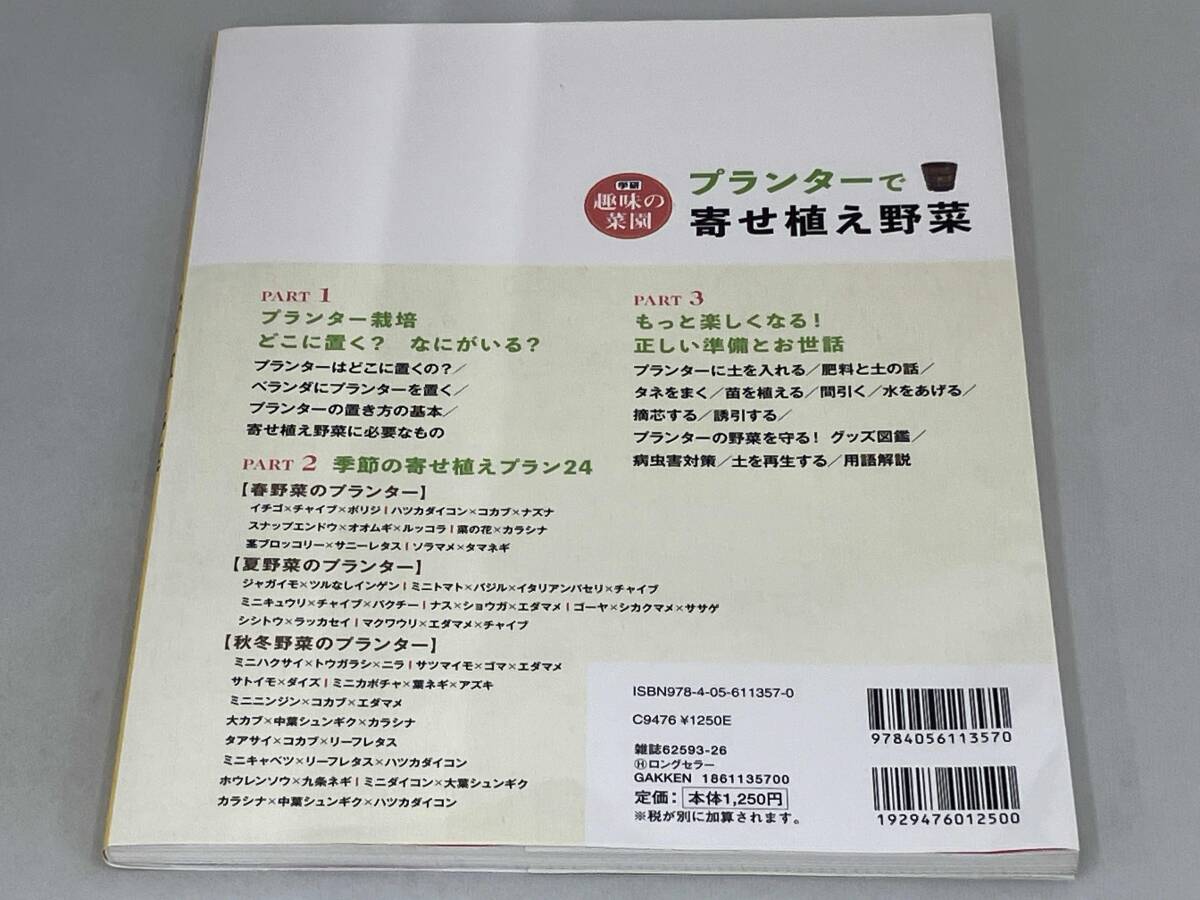 学研
趣味の
菜園
プランターで
寄せ植え野菜
PART 1
プランター栽培
どこに置く？ なにがいる？
プランターはどこに置くの？／
ベランダにプランターを置く／
プランターの置き方の基本／
寄せ植え野菜に必要なもの
PART 2 季節の寄せ植えプラン24
【春野菜のプランター】
イチゴ×チャイブ×ボリジ|ハツカダイコン×コカブ×ナズナ
スナップエンドウ×オオムギ×ルッコラ|菜の花×カラシナ
茎ブロッコリー×サニーレタス|ソラマメ×タマネギ
【夏野菜のプランター】
ジャガイモ×ツルなしインゲン|ミニトマト×バジル×イタリアンパセリ×チャイブ
ミニキュウリ×チャイブ×パクチー|ナス×ショウガ×エダマメ|ゴーヤ×シカクマメ×ササゲ
シシトウ×ラッカセイ|マクワウリ×エダマメ×チャイブ
【秋冬野菜のプランター】
ミニハクサイ×トウガラシ×ニラ|サツマイモ×ゴマ×エダマメ
サトイモ×ダイズ|ミニカボチャ×葉ネギ×アズキ
ミニニンジン×コカブ×エダマメ
大カブ×中葉シュンギク×カラシナ
タアサイ×コカブ×リーフレタス
ミニキャベツ×リーフレタス×ハツカダイコン
ホウレンソウ×九条ネギ|ミニダイコン×大葉シュンギク
カラシナ×中葉シュンギク×ハツカダイコン
PART 3
もっと楽しくなる！
正しい準備とお世話
プランターに土を入れる／肥料と土の話／
タネをまく／苗を植える／間引く／水をあげる／
摘芯する／誘引する／
プランターの野菜を守る！ グッズ図鑑／
病虫害対策／土を再生する／用語解説
ISBN978-4-05-611357-0
C9476 ¥1250E
雑誌62593-26
Ⓗロングセラー
GAKKEN 1861135700
定価：本体1,250円
※税が別に加算されます。
9784056113570
1929476012500